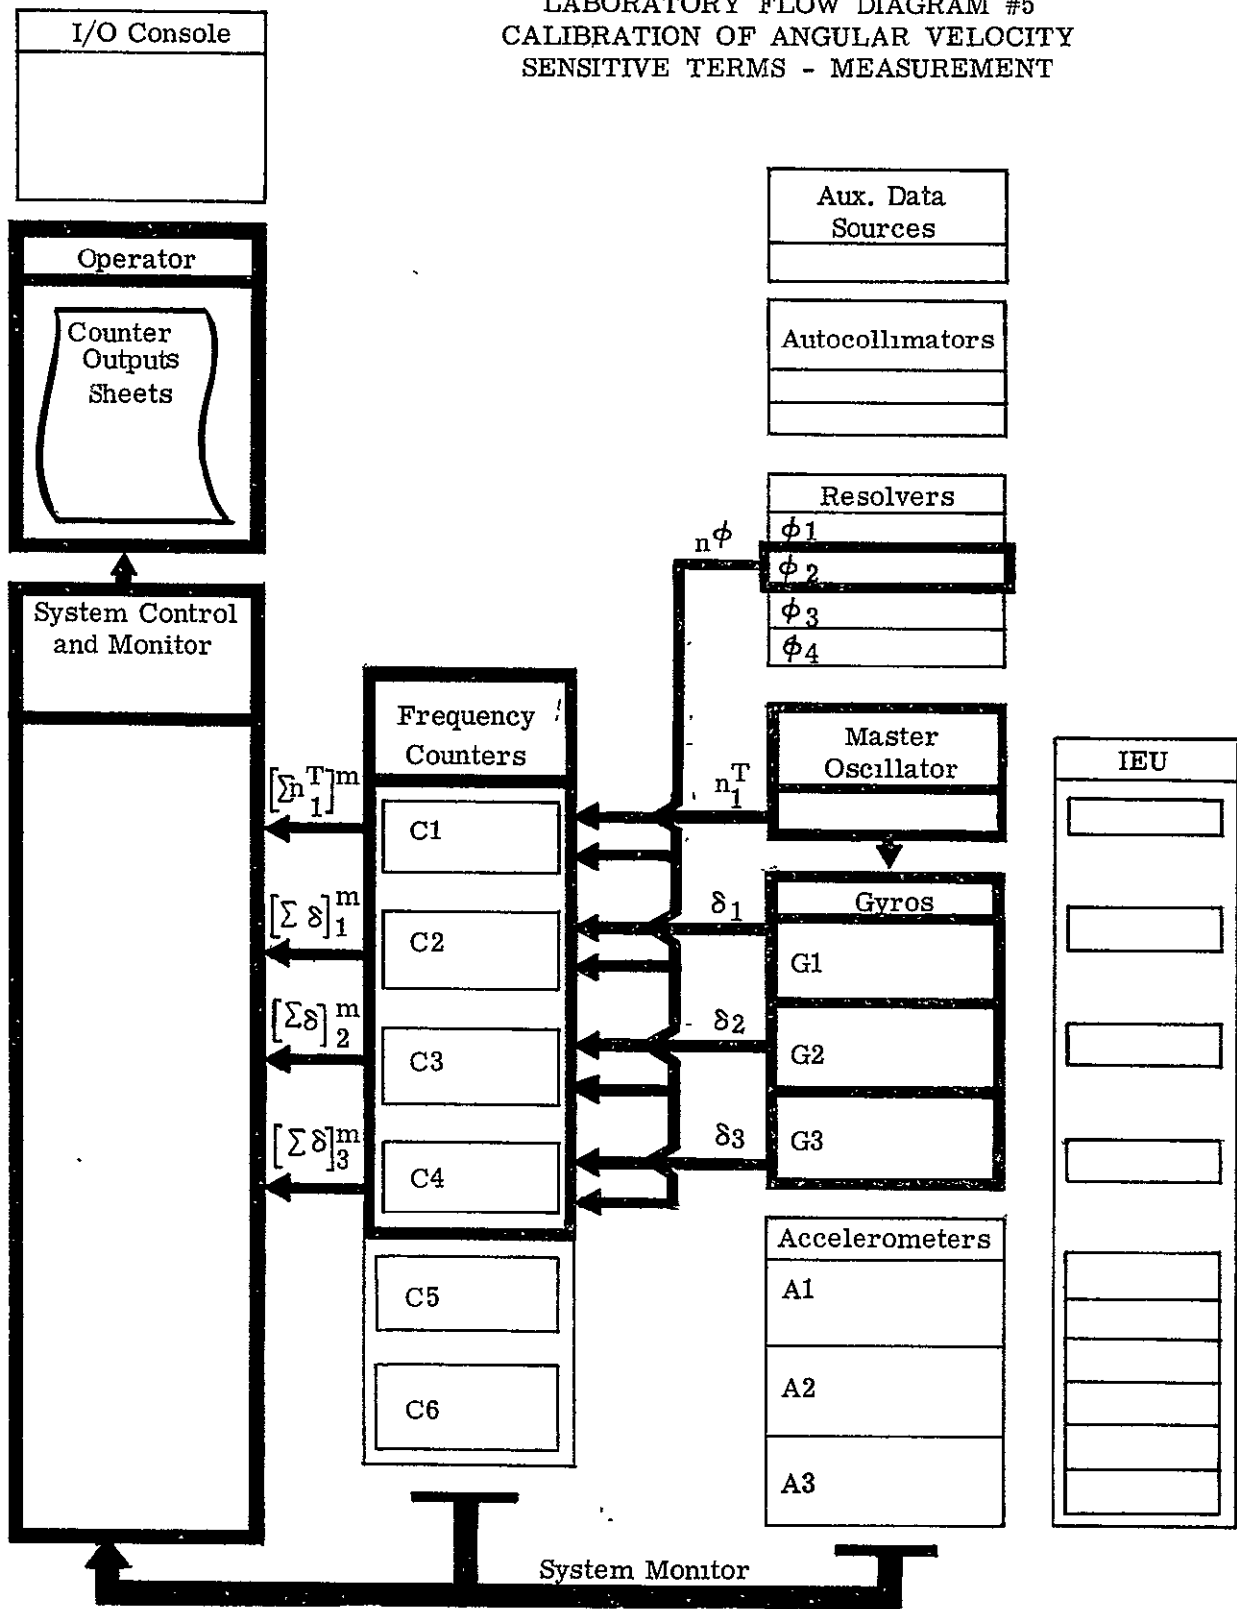 LABORATORY FLOW DIAGRAM #5
CALIBRATION OF ANGULAR VELOCITY
SENSITIVE TERMS - MEASUREMENT
I/O Console
Operator
Counter
Outputs
Sheets
System Control
and Monitor
[Σn₁ᵀ]ᵐ
[Σ δ]₁ᵐ
[Σδ]₂ᵐ
[Σ δ]₃ᵐ
Frequency
Counters
C1
C2
C3
C4
C5
C6
nᵠ
n₁ᵀ
δ₁
δ₂
δ₃
Aux. Data
Sources
Autocollimators
Resolvers
ϕ1
ϕ2
ϕ3
ϕ4
Master
Oscillator
Gyros
G1
G2
G3
Accelerometers
A1
A2
A3
IEU
System Monitor